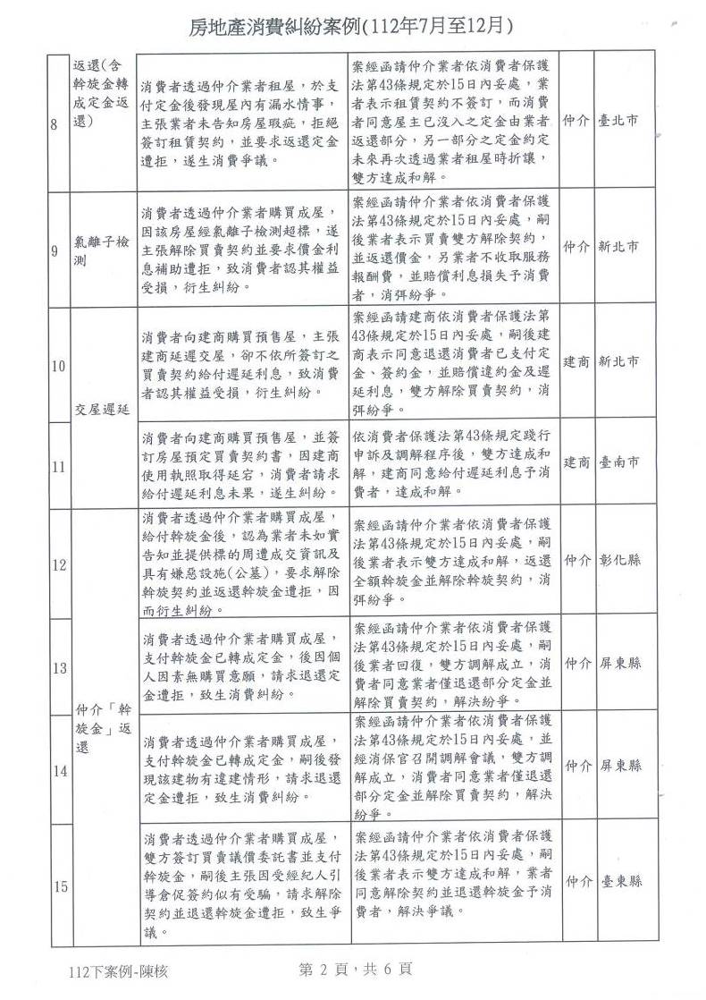 房地產消費糾紛案例(112年7月至12月)
8
返還(含
斡旋金轉
成定金返
還)
消費者透過仲介業者租屋，於支
付定金後發現屋內有漏水情事，
主張業者未告知房屋瑕疵，拒絕
簽訂租賃契約，並要求返還定金
遭拒，遂生消費爭議。
案經函請仲介業者依消費者保護
法第43條規定於15日內妥處，業
者表示租賃契約不簽訂，而消費
者同意屋主已沒入之定金由業者
返還部分，另一部分之定金約定
未來再次透過業者租屋時折讓，
雙方達成和解。
仲介
臺北市
9
氯離子檢
測
消費者透過仲介業者購買成屋，
因該房屋經氯離子檢測超標，遂
主張解除買賣契約並要求價金利
息補助遭拒，致消費者認其權益
受損，衍生糾紛。
案經函請仲介業者依消費者保護
法第43條規定於15日內妥處，嗣
後業者表示買賣雙方解除契約，
並返還價金，另業者不收取服務
報酬費，並賠償利息損失予消費
者，消弭紛爭。
仲介
新北市
10
交屋遲延
消費者向建商購買預售屋，主張
建商延遲交屋，卻不依所簽訂之
買賣契約給付遲延利息，致消費
者認其權益受損，衍生糾紛。
案經函請建商依消費者保護法第
43條規定於15日內妥處，嗣後建
商表示同意退還消費者已支付定
金、簽約金，並賠償違約金及遲
延利息，雙方解除買賣契約，消
弭紛爭。
建商
新北市
11
消費者向建商購買預售屋，並簽
訂房屋預定買賣契約書，因建商
使用執照取得延宕，消費者請求
給付遲延利息未果，遂生糾紛。
依消費者保護法第43條規定踐行
申訴及調解程序後，雙方達成和
解，建商同意給付遲延利息予消
費者，達成和解。
建商
臺南市
12
消費者透過仲介業者購買成屋，
給付斡旋金後，認為業者未如實
告知並提供標的周遭成交資訊及
具有嫌惡設施(公墓)，要求解除
斡旋契約並返還斡旋金遭拒，因
而衍生糾紛。
案經函請仲介業者依消費者保護
法第43條規定於15日內妥處，嗣
後業者表示雙方達成和解，返還
全額斡旋金並解除斡旋契約，消
弭紛爭。
仲介
彰化縣
13
仲介「斡
旋金」返
還
消費者透過仲介業者購買成屋，
支付斡旋金已轉成定金，後因個
人因素無購買意願，請求退還定
金遭拒，致生消費糾紛。
案經函請仲介業者依消費者保護
法第43條規定於15日內妥處，嗣
後業者回復，雙方調解成立，消
費者同意業者僅退還部分定金並
解除買賣契約，解決紛爭。
仲介
屏東縣
14
消費者透過仲介業者購買成屋，
支付斡旋金已轉成定金，嗣後發
現該建物有違建情形，請求退還
定金遭拒，致生消費糾紛。
案經函請仲介業者依消費者保護
法第43條規定於15日內妥處，並
經消保官召開調解會議，雙方調
解成立，消費者同意業者僅退還
部分定金並解除買賣契約，解決
紛爭。
仲介
屏東縣
15
消費者透過仲介業者購買成屋，
雙方簽訂買賣議價委託書並支付
斡旋金，嗣後主張因受經紀人引
導倉促簽約似有受騙，請求解除
契約並退還斡旋金遭拒，致生爭
議。
案經函請仲介業者依消費者保護
法第43條規定於15日內妥處，嗣
後業者表示雙方達成和解，業者
同意解除契約並退還斡旋金予消
費者，解決爭議。
仲介
臺東縣
112下案例-陳核
第 2 頁，共 6 頁